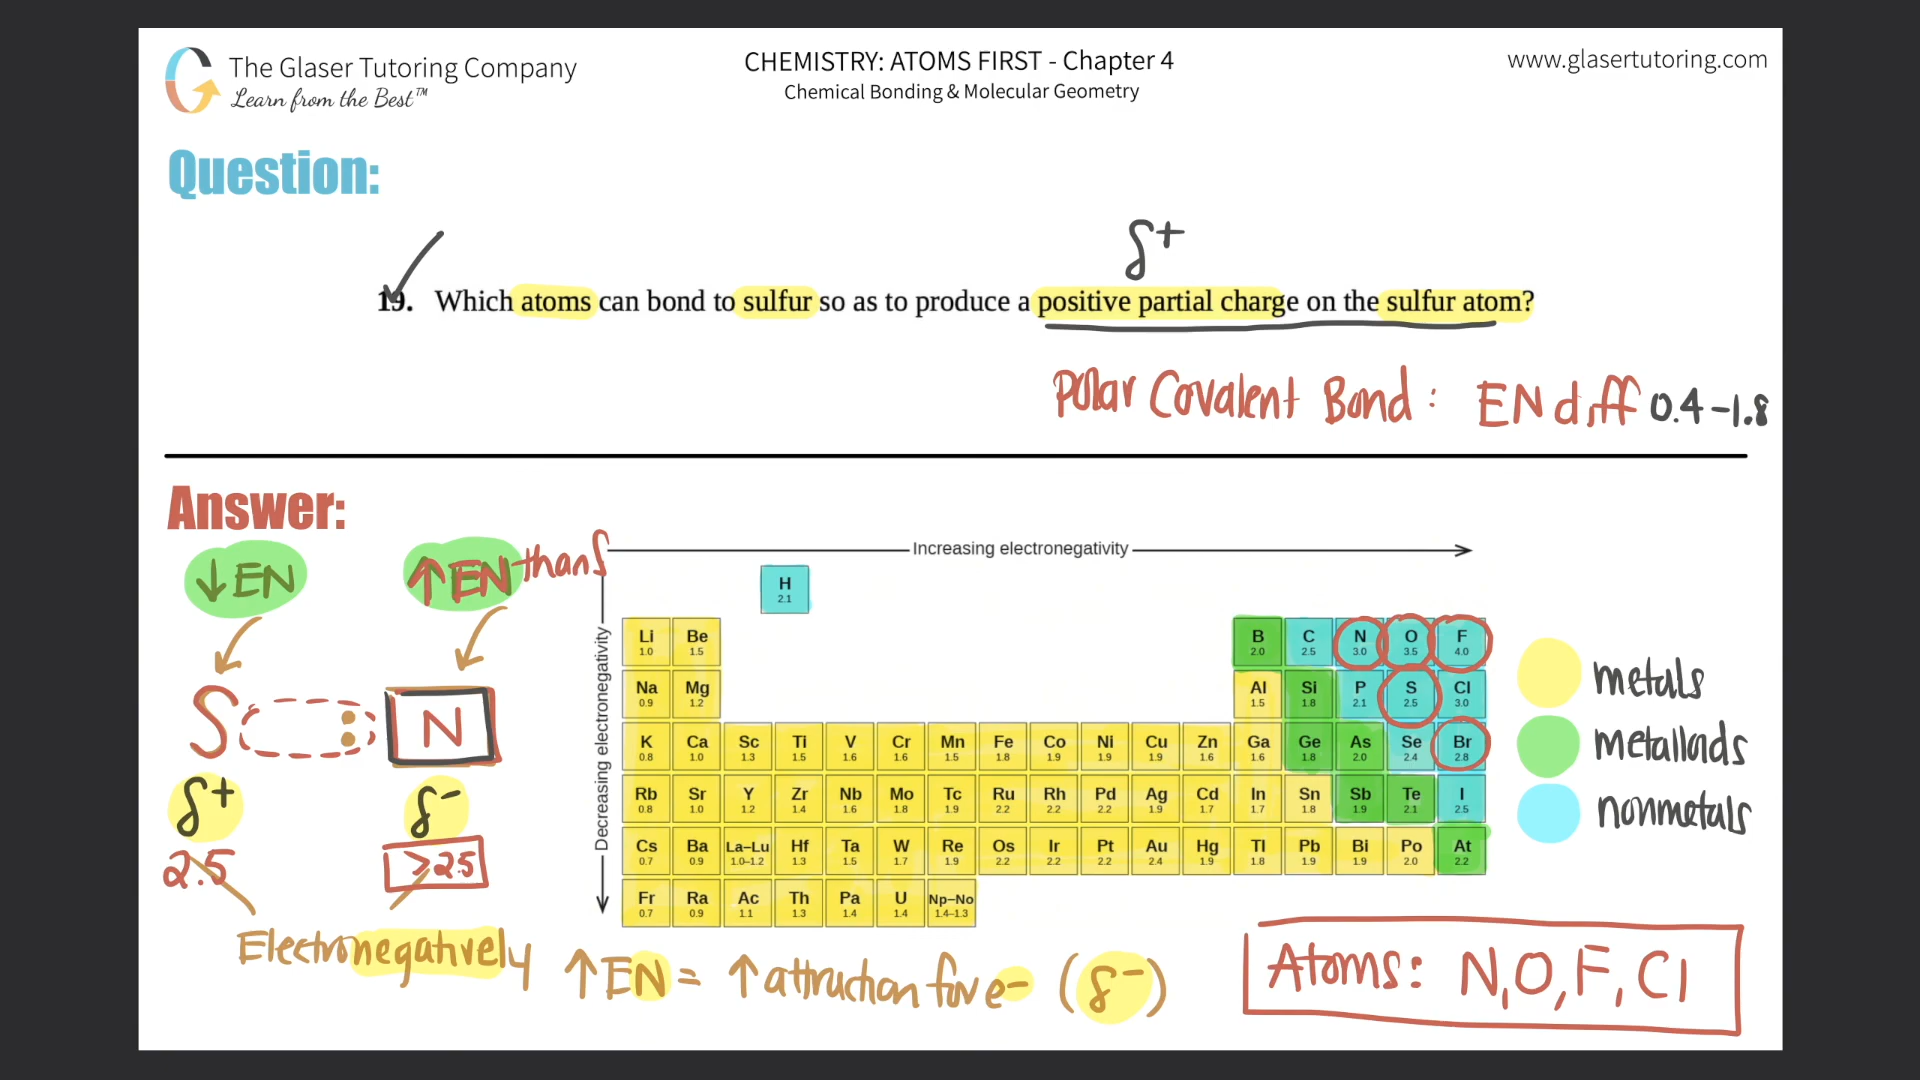 The Glaser Tutoring Company
Learn from the Best™
CHEMISTRY: ATOMS FIRST - Chapter 4
Chemical Bonding & Molecular Geometry
www.glasertutoring.com
Question:
δ+
19. Which atoms can bond to sulfur so as to produce a positive partial charge on the sulfur atom?
Polar Covalent Bond: EN diff 0.4-1.8
Answer:
↓EN
↑EN than S
S : N
δ+ δ-
2.5 >2.5
Electronegatively
Increasing electronegativity
Decreasing electronegativity
H
2.1
Li Be B C N O F
1.0 1.5 2.0 2.5 3.0 3.5 4.0
Na Mg Al Si P S Cl
0.9 1.2 1.5 1.8 2.1 2.5 3.0
K Ca Sc Ti V Cr Mn Fe Co Ni Cu Zn Ga Ge As Se Br
0.8 1.0 1.3 1.5 1.6 1.6 1.5 1.8 1.9 1.9 1.9 1.6 1.6 1.8 2.0 2.4 2.8
Rb Sr Y Zr Nb Mo Tc Ru Rh Pd Ag Cd In Sn Sb Te I
0.8 1.0 1.2 1.4 1.6 1.8 1.9 2.2 2.2 2.2 1.9 1.7 1.7 1.8 1.9 2.1 2.5
Cs Ba La–Lu Hf Ta W Re Os Ir Pt Au Hg Tl Pb Bi Po At
0.7 0.9 1.0–1.2 1.3 1.5 1.7 1.9 2.2 2.2 2.2 2.4 1.9 1.8 1.9 1.9 2.0 2.2
Fr Ra Ac Th Pa U Np–No
0.7 0.9 1.1 1.3 1.4 1.4 1.4–1.3
metals
metalloids
nonmetals
↑EN = ↑attraction for e- (δ-)
Atoms: N, O, F, Cl